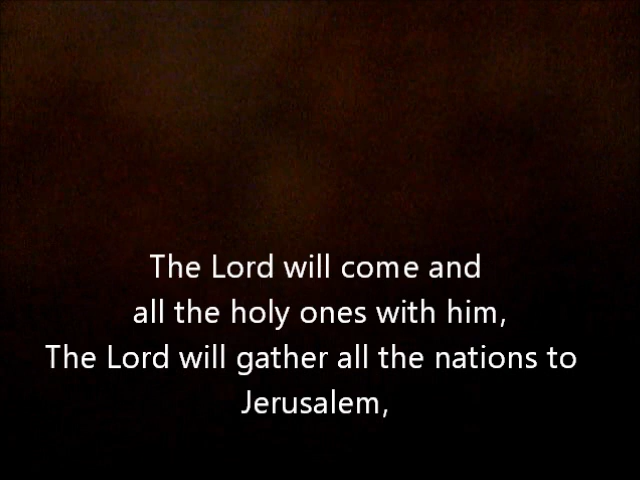 The Lord will come and
all the holy ones with him,
The Lord will gather all the nations to
Jerusalem,